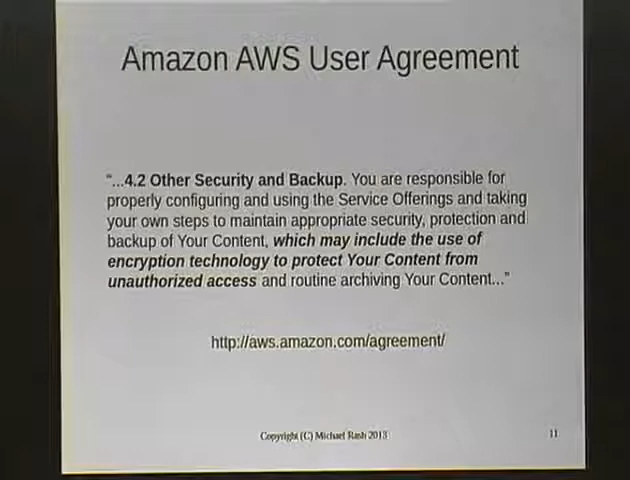 Amazon AWS User Agreement
“...4.2 Other Security and Backup. You are responsible for
properly configuring and using the Service Offerings and taking
your own steps to maintain appropriate security, protection and
backup of Your Content, which may include the use of
encryption technology to protect Your Content from
unauthorized access and routine archiving Your Content...”
http://aws.amazon.com/agreement/
Copyright (C) Michael Rash 2013
11